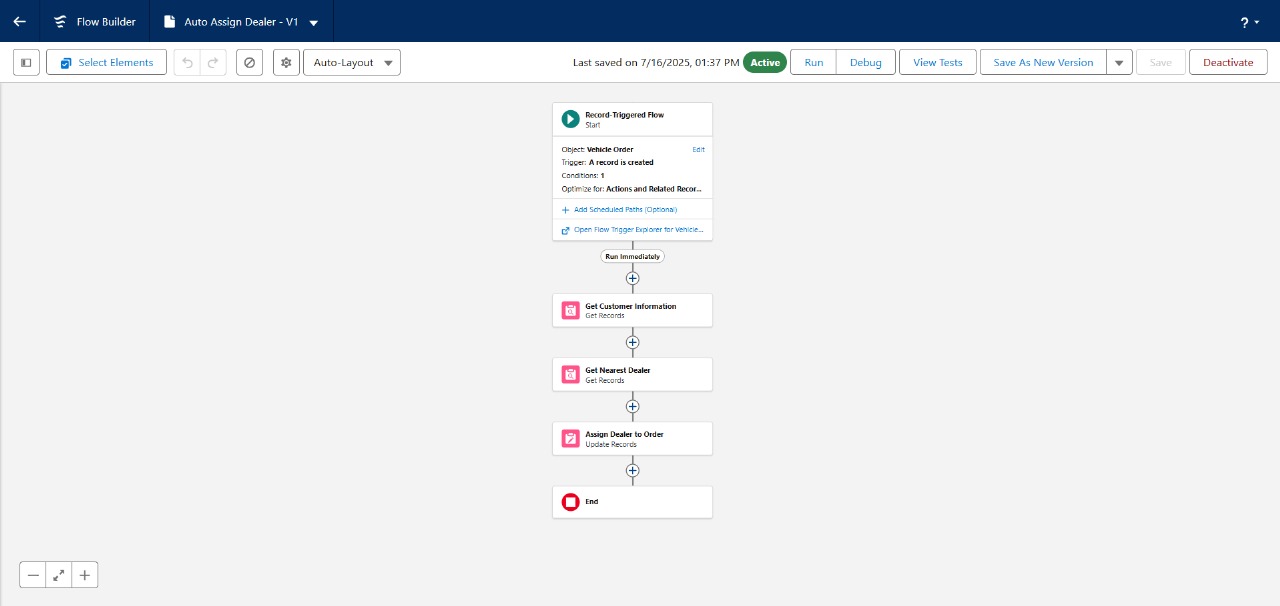 Flow Builder
Auto Assign Dealer - V1
?
Select Elements
Auto-Layout
Last saved on 7/16/2025, 01:37 PM
Active
Run
Debug
View Tests
Save As New Version
Save
Deactivate
Record-Triggered Flow
Start
Object: Vehicle Order
Edit
Trigger: A record is created
Conditions: 1
Optimize for: Actions and Related Recor...
Add Scheduled Paths (Optional)
Open Flow Trigger Explorer for Vehicle...
Run Immediately
Get Customer Information
Get Records
Get Nearest Dealer
Get Records
Assign Dealer to Order
Update Records
End